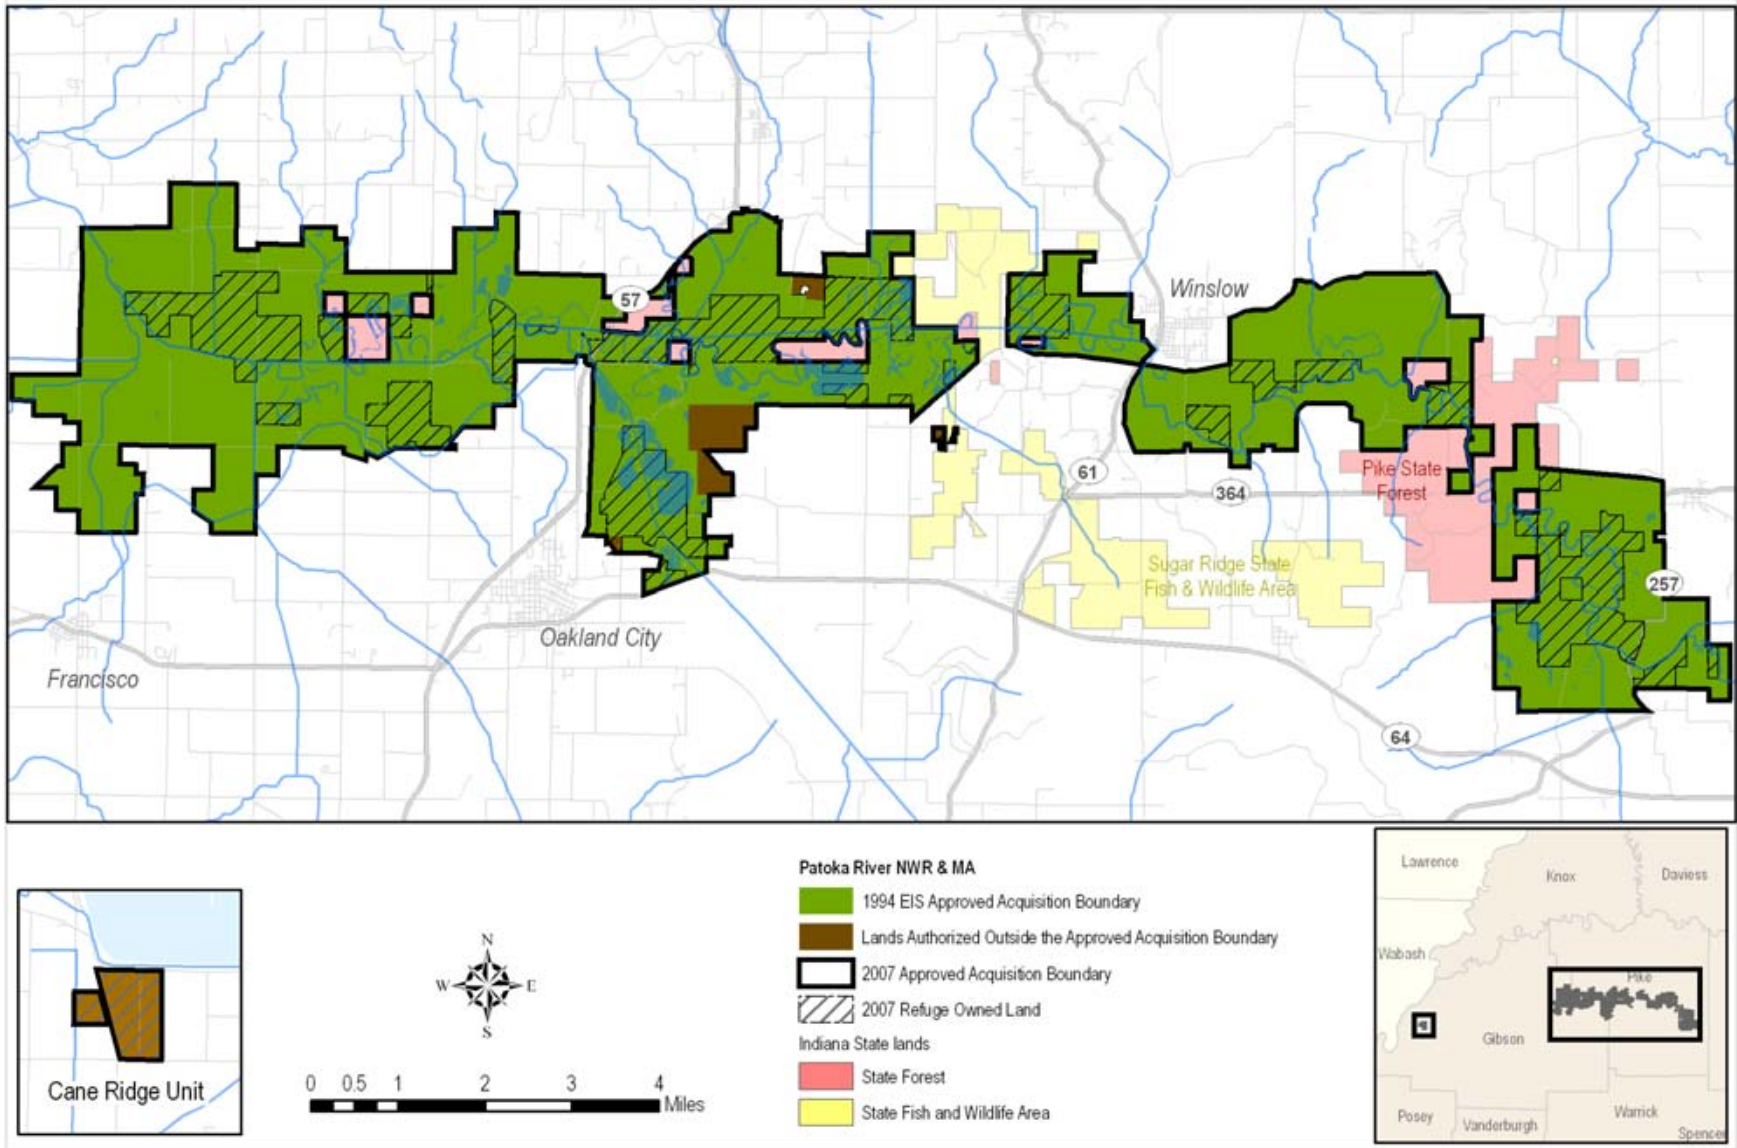 57
Winslow
61
364
Pike State
Forest
Sugar Ridge State
Fish & Wildlife Area
257
Oakland City
Francisco
64
Cane Ridge Unit
N
W E
S
0 0.5 1 2 3 4
Miles
Patoka River NWR & MA
1994 EIS Approved Acquisition Boundary
Lands Authorized Outside the Approved Acquisition Boundary
2007 Approved Acquisition Boundary
2007 Refuge Owned Land
Indiana State lands
State Forest
State Fish and Wildlife Area
Lawrence
Knox
Daviess
Wabash
Pike
Gibson
Posey
Vanderburgh
Warrick
Spencer